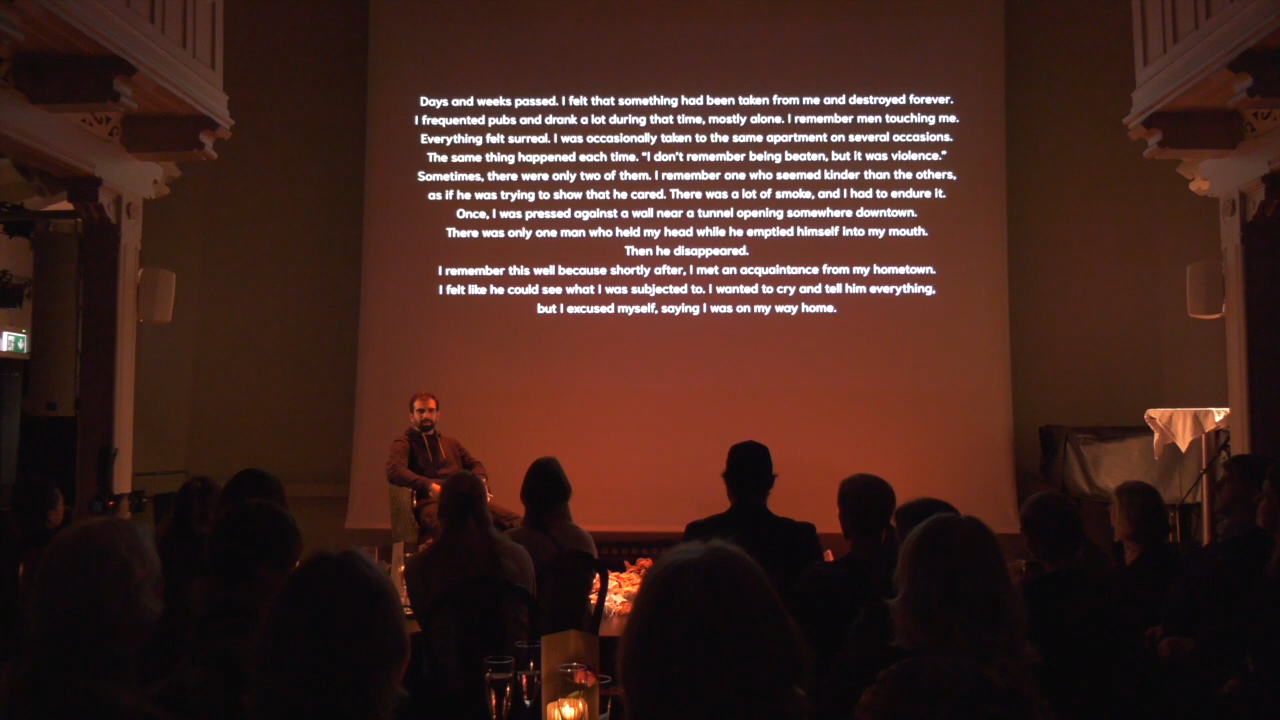 Days and weeks passed. I felt that something had been taken from me and destroyed forever.
I frequented pubs and drank a lot during that time, mostly alone. I remember men touching me.
Everything felt surreal. I was occasionally taken to the same apartment on several occasions.
The same thing happened each time. "I don't remember being beaten, but it was violence."
Sometimes, there were only two of them. I remember one who seemed kinder than the others,
as if he was trying to show that he cared. There was a lot of smoke, and I had to endure it.
Once, I was pressed against a wall near a tunnel opening somewhere downtown.
There was only one man who held my head while he emptied himself into my mouth.
Then he disappeared.
I remember this well because shortly after, I met an acquaintance from my hometown.
I felt like he could see what I was subjected to. I wanted to cry and tell him everything,
but I excused myself, saying I was on my way home.